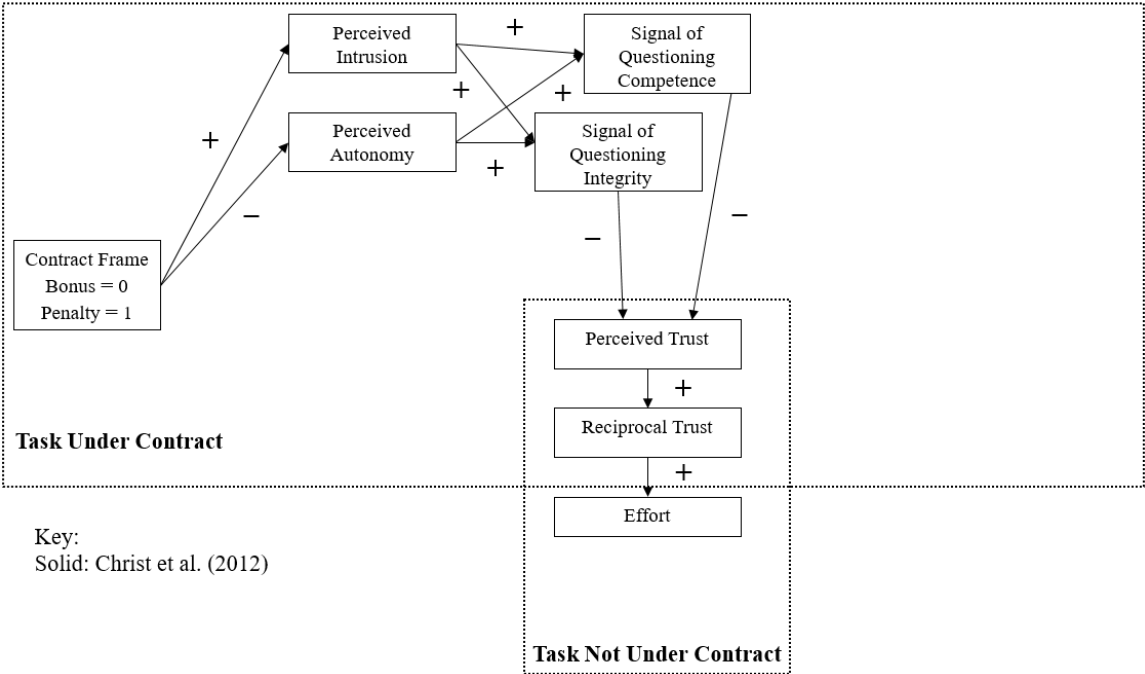 Perceived
Intrusion
+
Signal of
Questioning
Competence
+
+
Perceived
Autonomy
+
Signal of
Questioning
Integrity
+
−
−
−
Contract Frame
Bonus = 0
Penalty = 1
Perceived Trust
+
Reciprocal Trust
+
Effort
Task Under Contract
Key:
Solid: Christ et al. (2012)
Task Not Under Contract